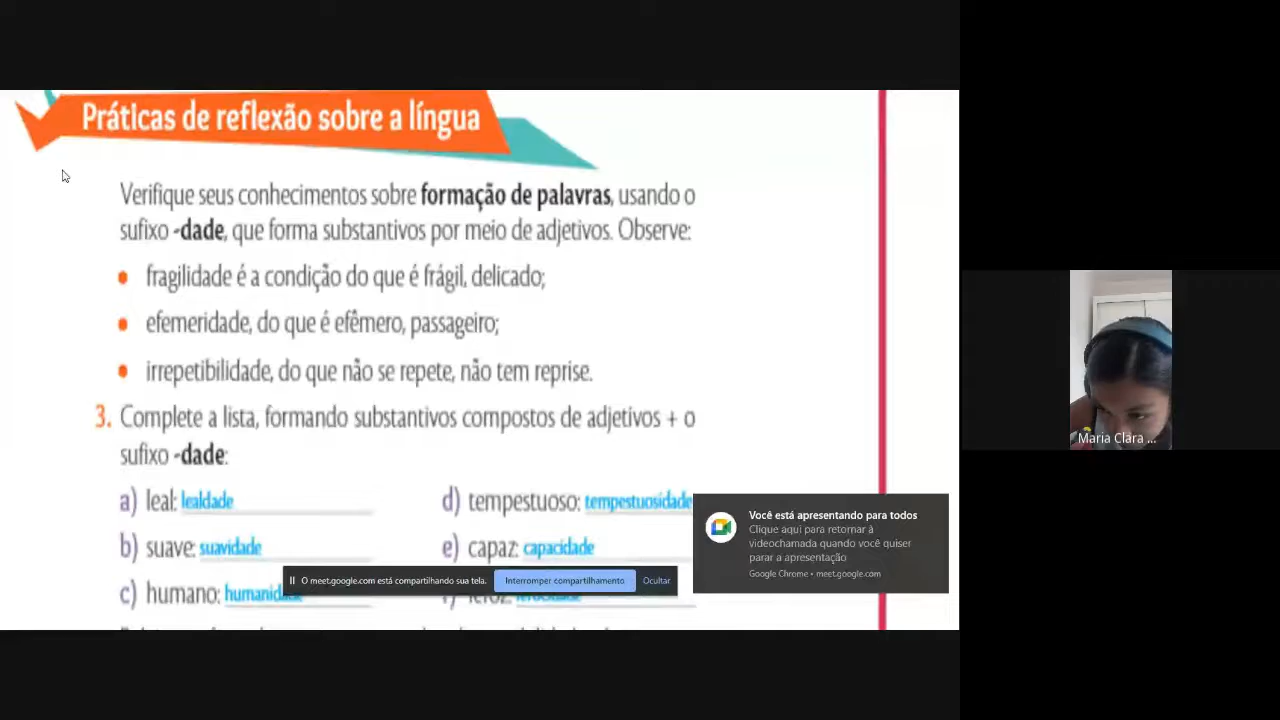 Práticas de reflexão sobre a língua
Verifique seus conhecimentos sobre formação de palavras, usando o
sufixo -dade, que forma substantivos por meio de adjetivos. Observe:
• fragilidade é a condição do que é frágil, delicado;
• efemeridade, do que é efêmero, passageiro;
• irrepetibilidade, do que não se repete, não tem reprise.
3. Complete a lista, formando substantivos compostos de adjetivos + o
sufixo -dade:
a) leal: lealdade
d) tempestuoso: tempestuosidade
b) suave: suavidade
e) capaz: capacidade
c) humano: humanidade
feroz: ferocidade
Você está apresentando para todos
Clique aqui para retornar à
videochamada quando você quiser
parar a apresentação
Google Chrome • meet.google.com
O meet.google.com está compartilhando sua tela.
Interromper compartilhamento
Ocultar
Maria Clara ...